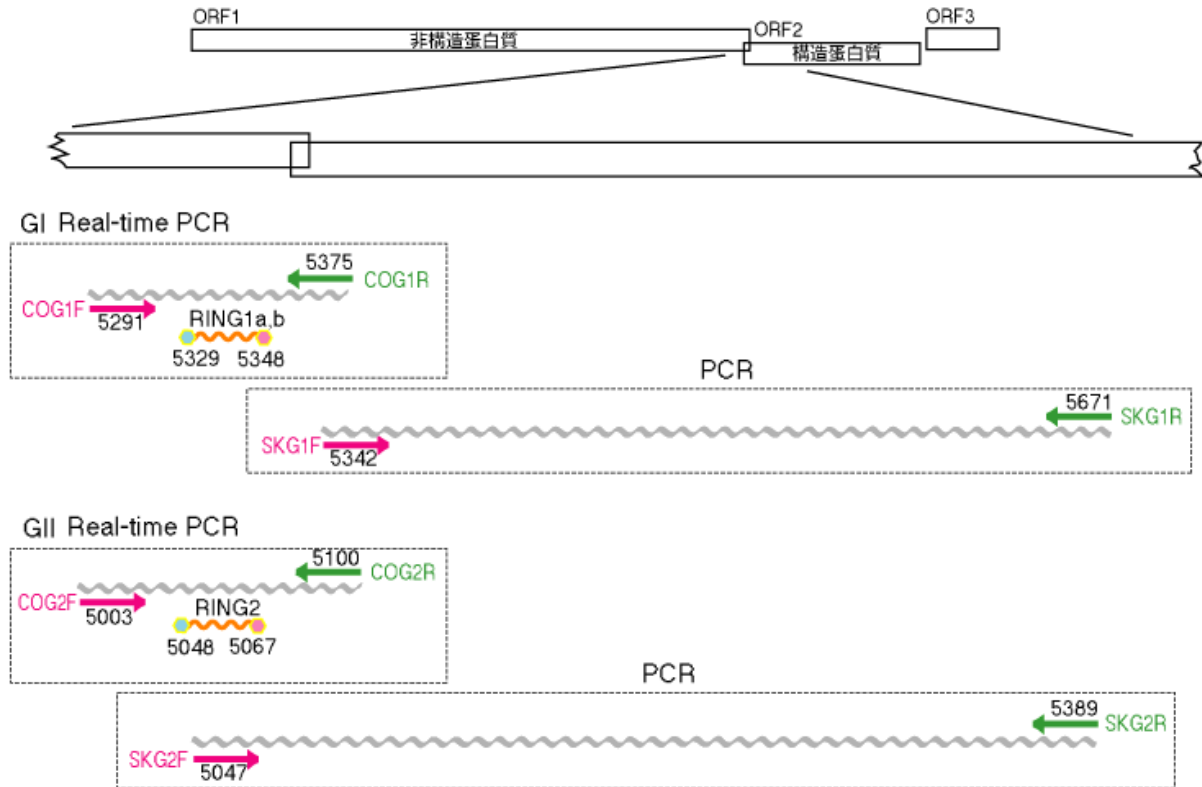 ORF1
非構造蛋白質
ORF2
構造蛋白質
ORF3
GI Real-time PCR
5375
COG1R
COG1F
5291
RING1a,b
5329 5348
PCR
5671
SKG1R
SKG1F
5342
GII Real-time PCR
5100
COG2R
COG2F
5003
RING2
5048 5067
PCR
5389
SKG2R
SKG2F
5047